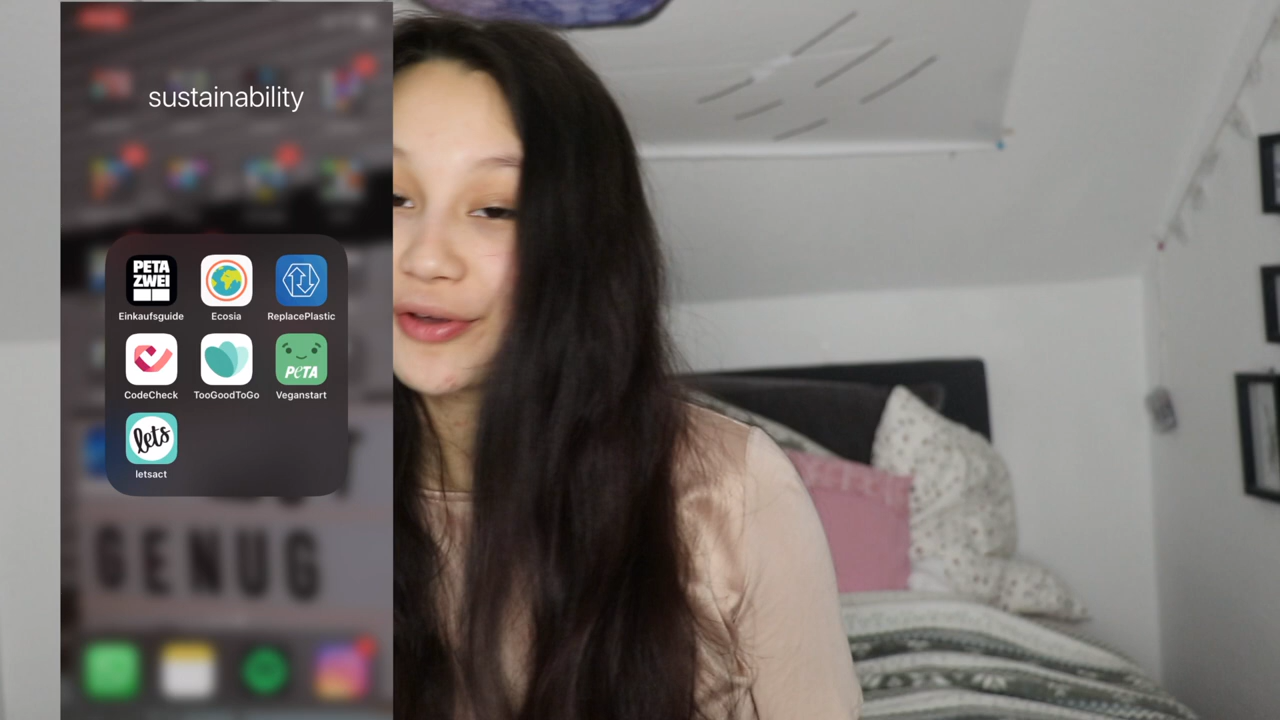 sustainability
PETA
ZWEI
Einkaufsguide
Ecosia
ReplacePlastic
CodeCheck
TooGoodToGo
PETA
Veganstart
lets
letsact
GENUG